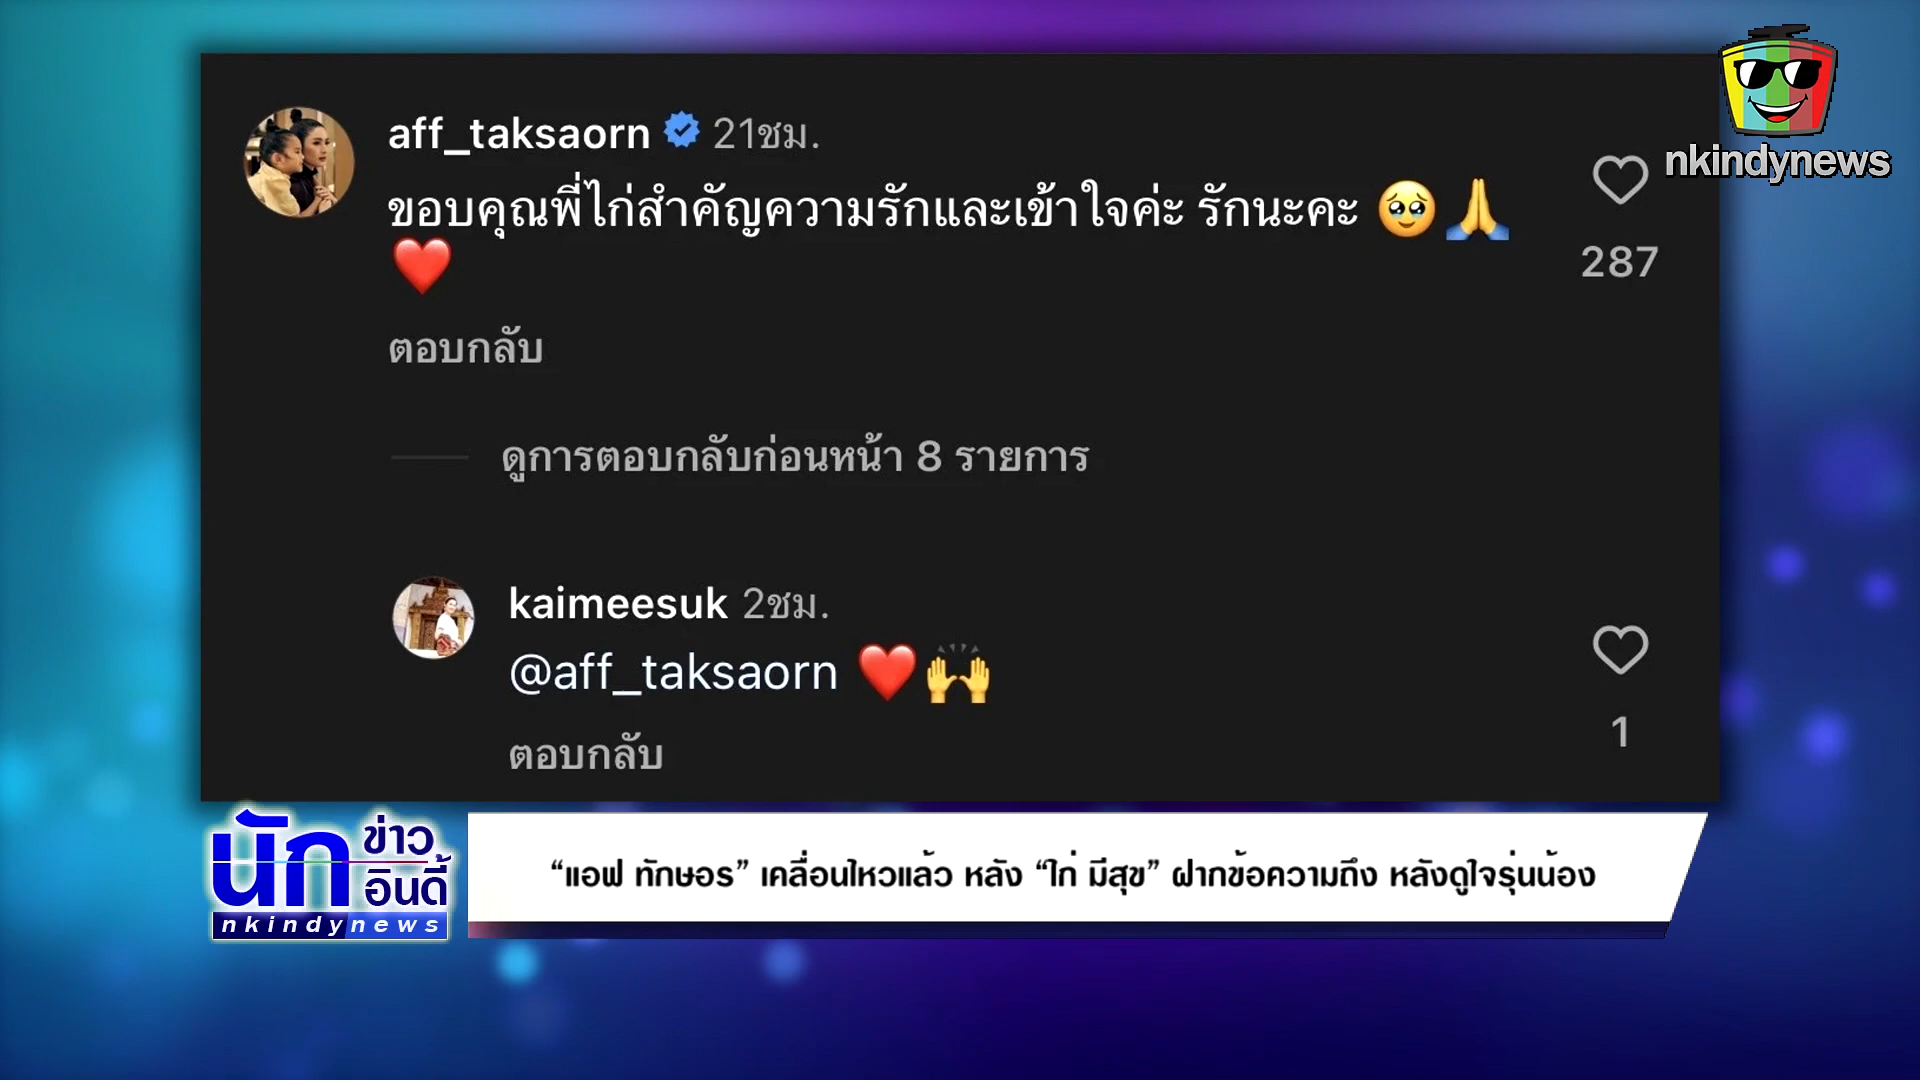 aff_taksaorn 21ชม.
ขอบคุณพี่ไก่สำคัญความรักและเข้าใจค่ะ รักนะคะ 🥹🙏
❤️
287
ตอบกลับ
ดูการตอบกลับก่อนหน้า 8 รายการ
kaimeesuk 2ชม.
@aff_taksaorn ❤️🙌
1
ตอบกลับ
nkindynews
นักข่าวอินดี้
nkindynews
“แอฟ ทักษอร” เคลื่อนไหวแล้ว หลัง “ไก่ มีสุข” ฝากข้อความถึง หลังดูใจรุ่นน้อง